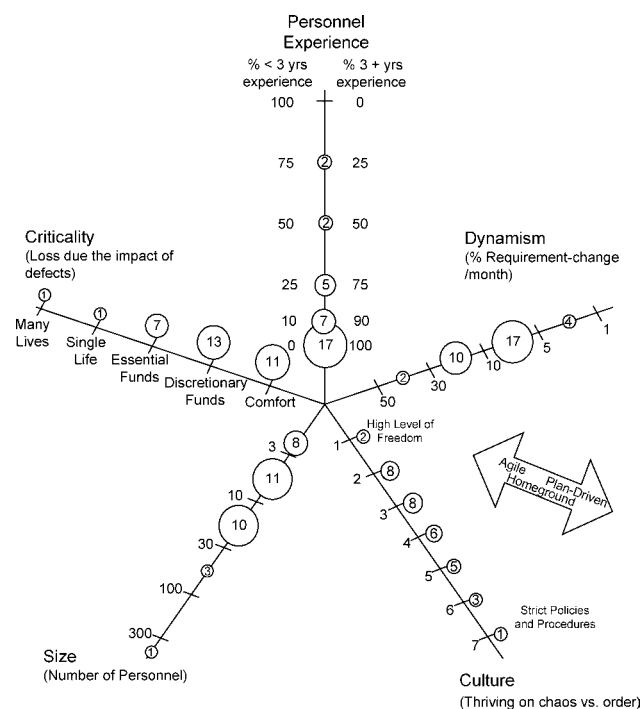 Personnel
Experience
% < 3 yrs
experience
% 3 + yrs
experience
100
0
75
2
25
50
2
50
25
5
75
10
7
90
0
17
100
Criticality
(Loss due the impact of
defects)
1
Many
Lives
1
Single
Life
7
Essential
Funds
13
Discretionary
Funds
11
Comfort
Dynamism
(% Requirement-change
/month)
50
2
30
10
10
17
5
4
1
High Level of
Freedom
1
2
2
8
3
8
4
6
5
5
6
3
7
1
Strict Policies
and Procedures
Culture
(Thriving on chaos vs. order)
Agile
Homeground
Plan-Driven
8
3
11
10
10
30
3
100
300
1
Size
(Number of Personnel)